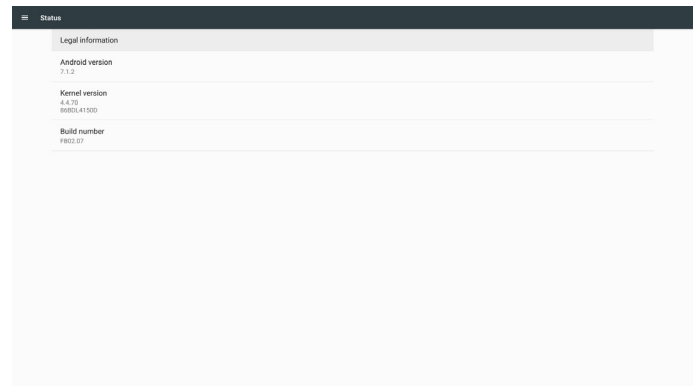 Status
Legal information
Android version
7.1.2
Kernel version
4.4.70
86BDL4150D
Build number
FB02.07